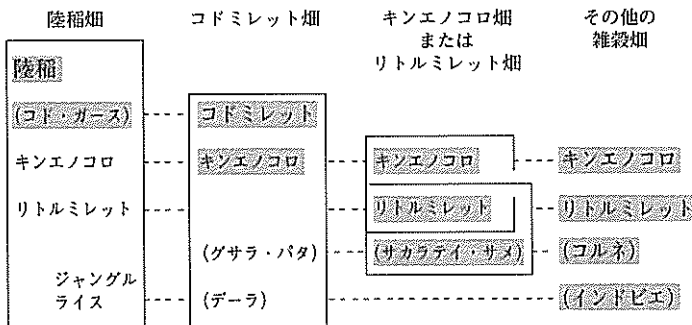 陸稲畑 コドミレット畑 キンエノコロ畑 または リトルミレット畑 その他の 雑穀畑
陸稲
(コド・ガース) コドミレット
キンエノコロ キンエノコロ キンエノコロ キンエノコロ
リトルミレット リトルミレット リトルミレット
(グサラ・パタ) (サカラテイ・サメ) (コルネ)
ジャングル
ライス (デーラ) (インドビエ)